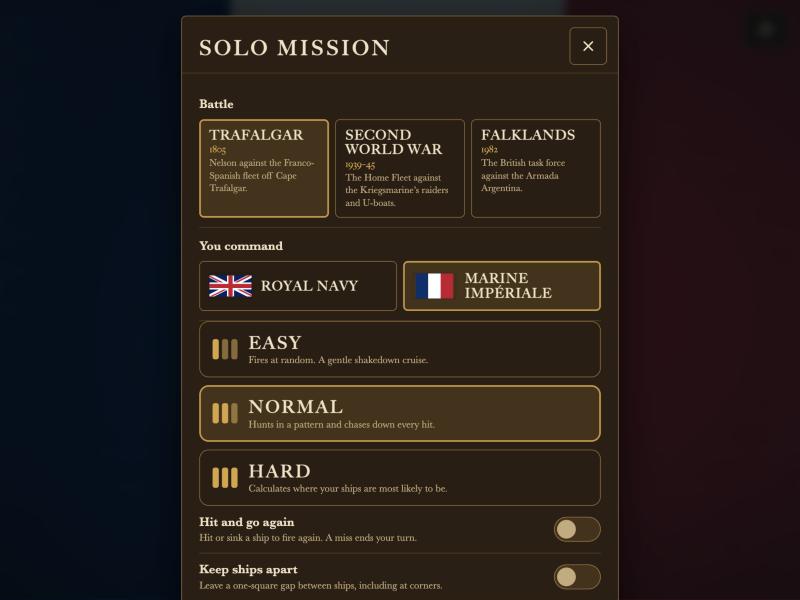 SOLO MISSION
Battle
TRAFALGAR
1805
Nelson against the Franco-
Spanish fleet off Cape
Trafalgar.
SECOND
WORLD WAR
1939–45
The Home Fleet against
the Kriegsmarine's raiders
and U-boats.
FALKLANDS
1982
The British task force
against the Armada
Argentina.
You command
ROYAL NAVY
MARINE
IMPÉRIALE
EASY
Fires at random. A gentle shakedown cruise.
NORMAL
Hunts in a pattern and chases down every hit.
HARD
Calculates where your ships are most likely to be.
Hit and go again
Hit or sink a ship to fire again. A miss ends your turn.
Keep ships apart
Leave a one-square gap between ships, including at corners.